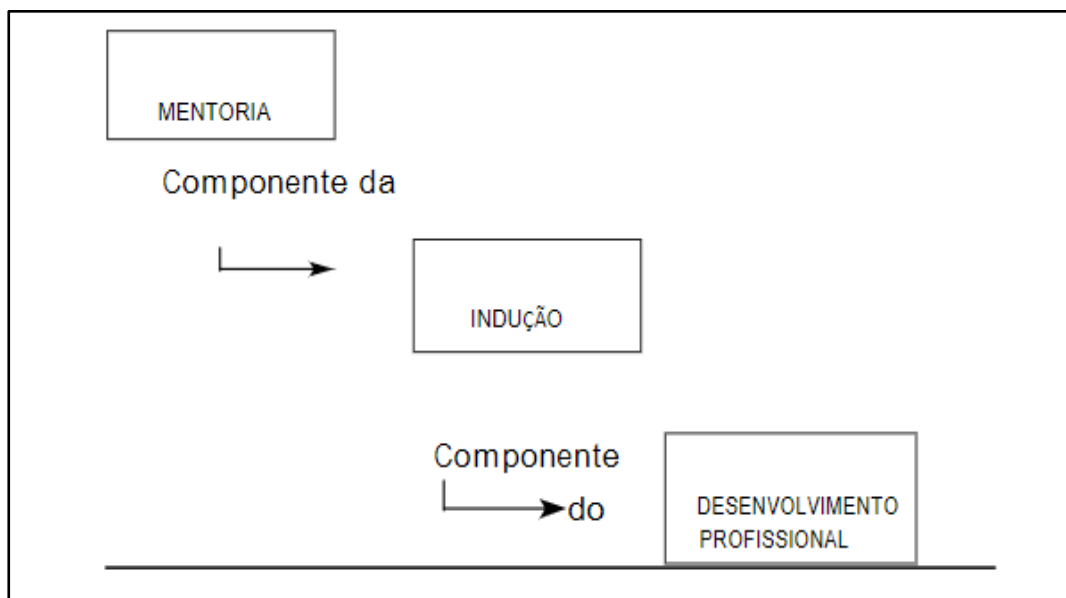 MENTORIA
Componente da
INDUÇÃO
Componente
do
DESENVOLVIMENTO
PROFISSIONAL